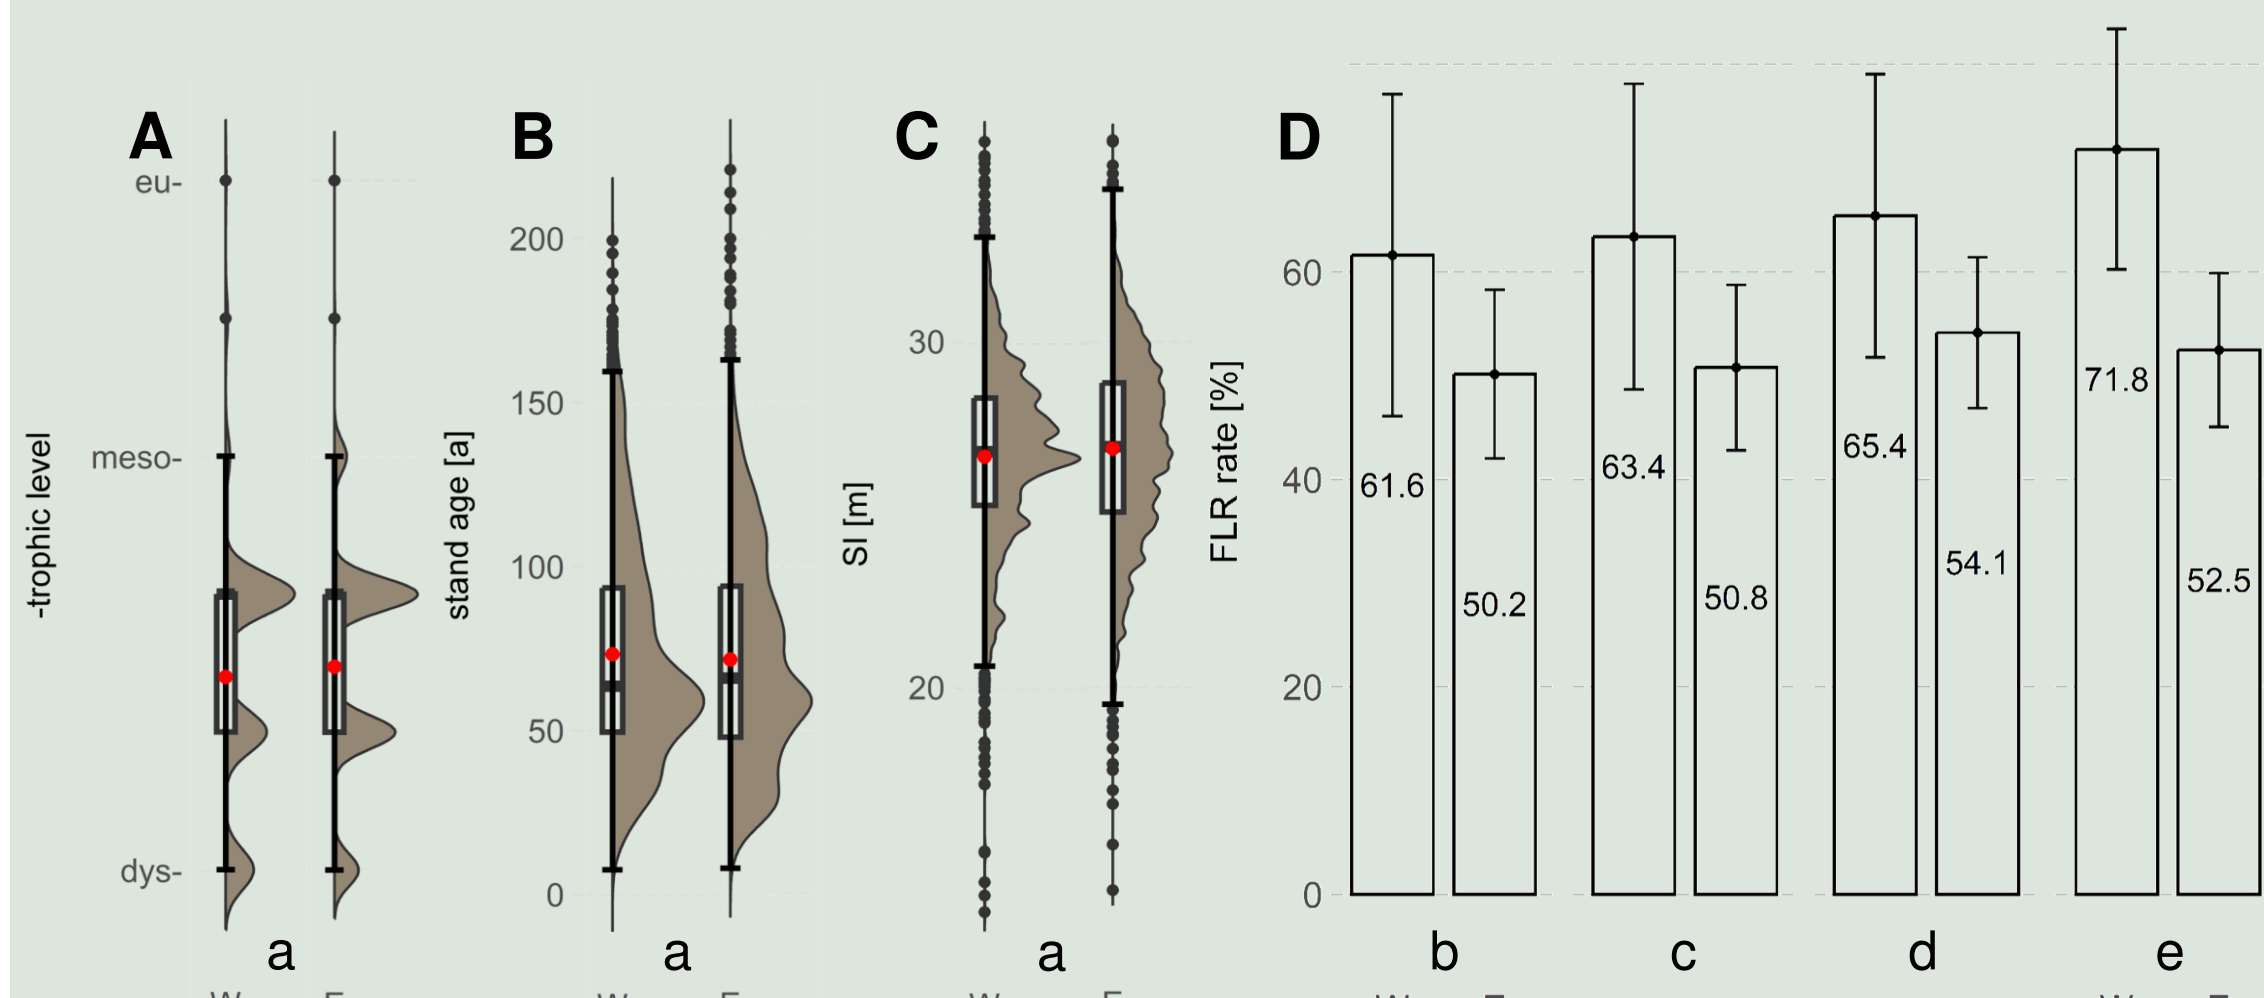 A
B
C
D
-trophic level
eu-
meso-
dys-
a
stand age [a]
200
150
100
50
0
a
SI [m]
30
20
a
FLR rate [%]
60
40
20
0
61.6
50.2
63.4
50.8
65.4
54.1
71.8
52.5
b
c
d
e